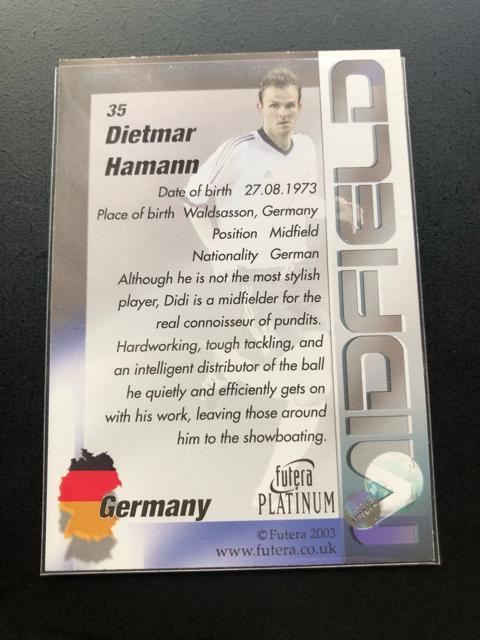 35
Dietmar
Hamann
Date of birth 27.08.1973
Place of birth Waldsasson, Germany
Position Midfield
Nationality German
Although he is not the most stylish
player, Didi is a midfielder for the
real connoisseur of pundits.
Hardworking, tough tackling, and
an intelligent distributor of the ball
he quietly and efficiently gets on
with his work, leaving those around
him to the showboating.
Germany
futera
PLATINUM
© Futera 2003
www.futera.co.uk
MIDFIELD